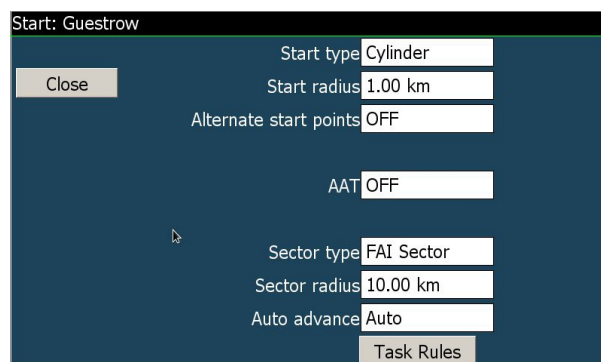 Start: Guestrow
Start type Cylinder
Close
Start radius 1.00 km
Alternate start points OFF
AAT OFF
Sector type FAI Sector
Sector radius 10.00 km
Auto advance Auto
Task Rules